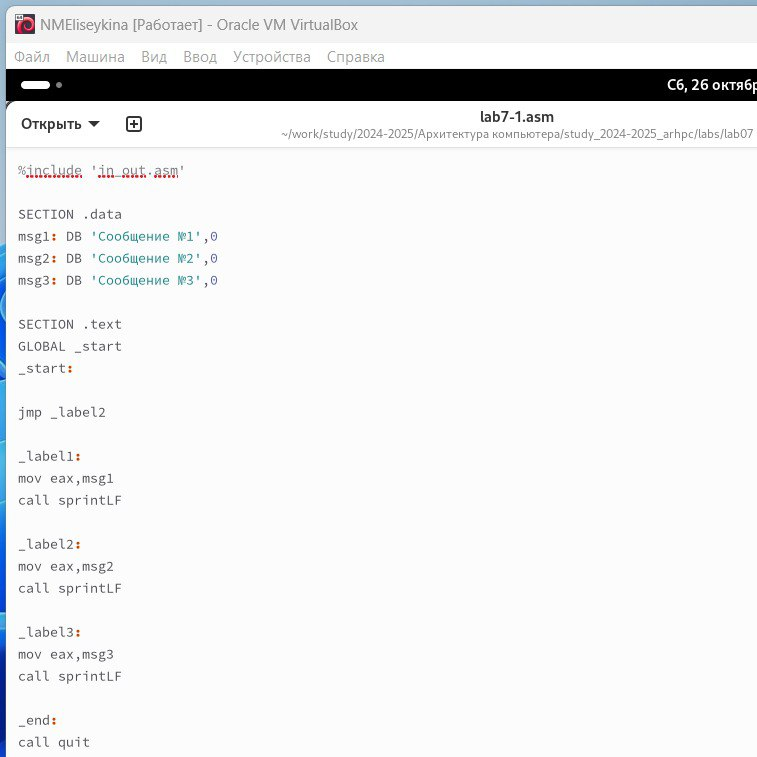 NMEliseykina [Работает] - Oracle VM VirtualBox
Файл Машина Вид Ввод Устройства Справка
Сб, 26 октябр
Открыть
lab7-1.asm
~/work/study/2024-2025/Архитектура компьютера/study_2024-2025_arhpc/labs/lab07
%include 'in_out.asm'
SECTION .data
msg1: DB 'Сообщение №1',0
msg2: DB 'Сообщение №2',0
msg3: DB 'Сообщение №3',0
SECTION .text
GLOBAL _start
_start:
jmp _label2
_label1:
mov eax,msg1
call sprintLF
_label2:
mov eax,msg2
call sprintLF
_label3:
mov eax,msg3
call sprintLF
_end:
call quit